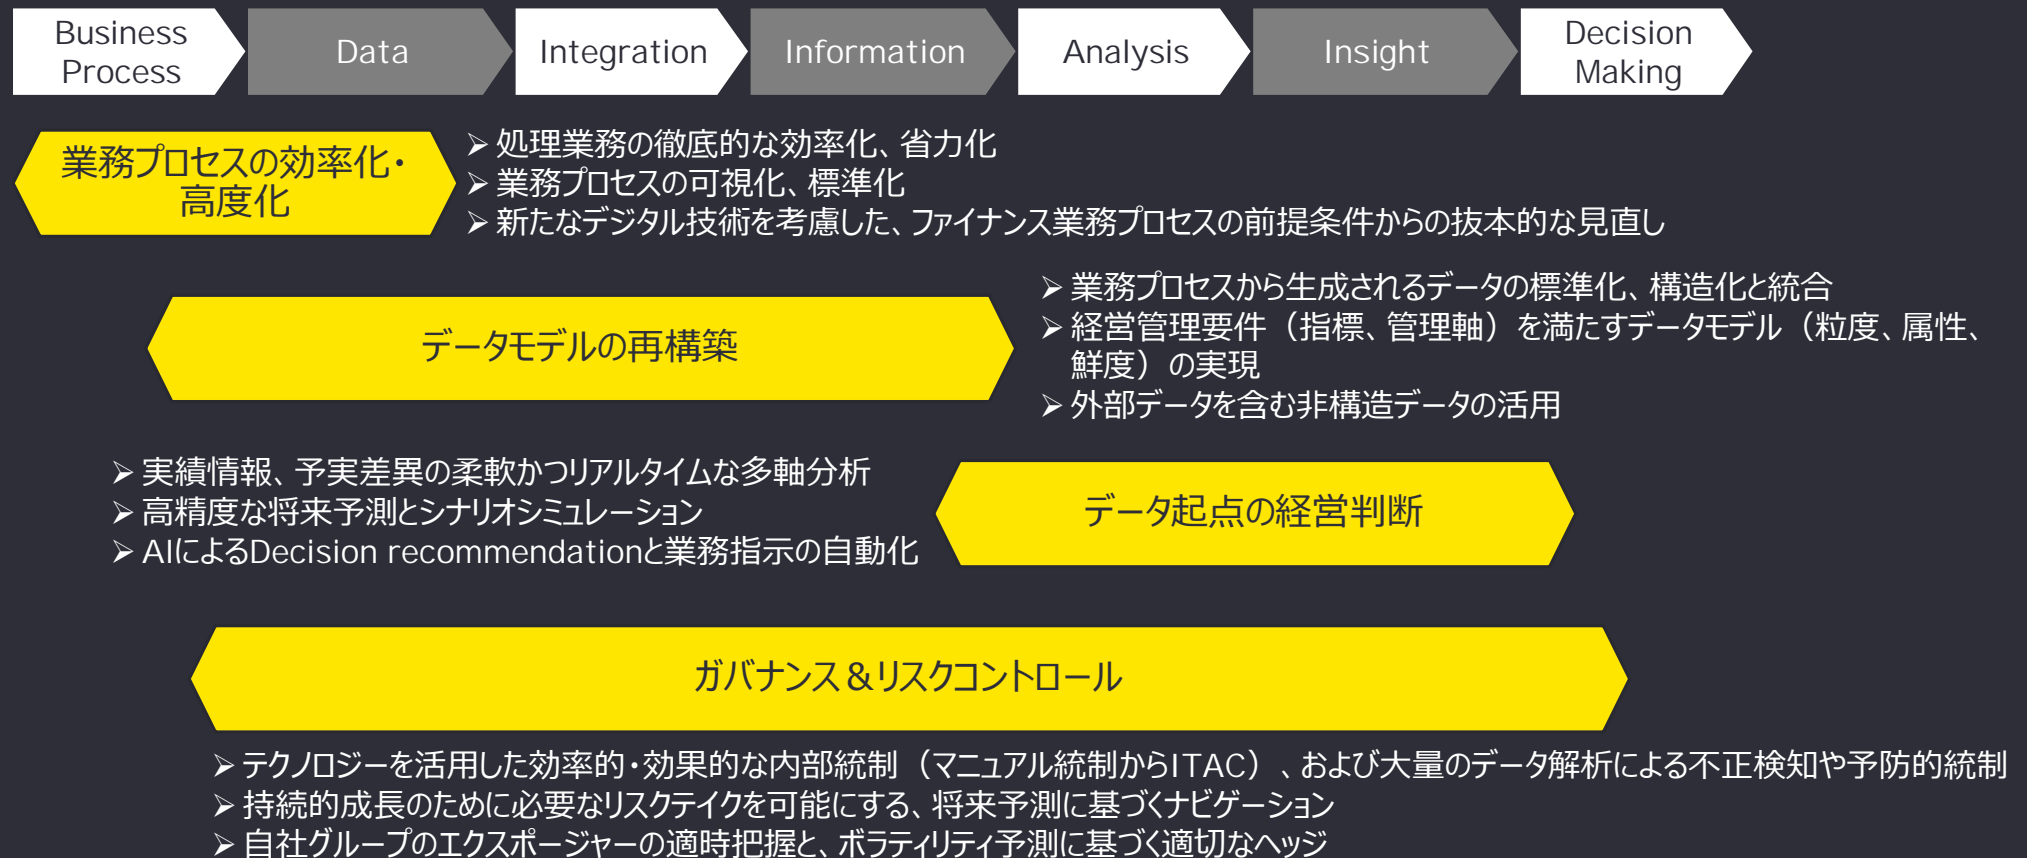 Business
Process
Data
Integration
Information
Analysis
Insight
Decision
Making
業務プロセスの効率化・
高度化
➢ 処理業務の徹底的な効率化、省力化
➢ 業務プロセスの可視化、標準化
➢ 新たなデジタル技術を考慮した、ファイナンス業務プロセスの前提条件からの抜本的な見直し
データモデルの再構築
➢ 業務プロセスから生成されるデータの標準化、構造化と統合
➢ 経営管理要件（指標、管理軸）を満たすデータモデル（粒度、属性、
鮮度）の実現
➢ 外部データを含む非構造データの活用
➢ 実績情報、予実差異の柔軟かつリアルタイムな多軸分析
➢ 高精度な将来予測とシナリオシミュレーション
➢ AIによるDecision recommendationと業務指示の自動化
データ起点の経営判断
ガバナンス＆リスクコントロール
➢ テクノロジーを活用した効率的・効果的な内部統制（マニュアル統制からITAC）、および大量のデータ解析による不正検知や予防的統制
➢ 持続的成長のために必要なリスクテイクを可能にする、将来予測に基づくナビゲーション
➢ 自社グループのエクスポージャーの適時把握と、ボラティリティ予測に基づく適切なヘッジ